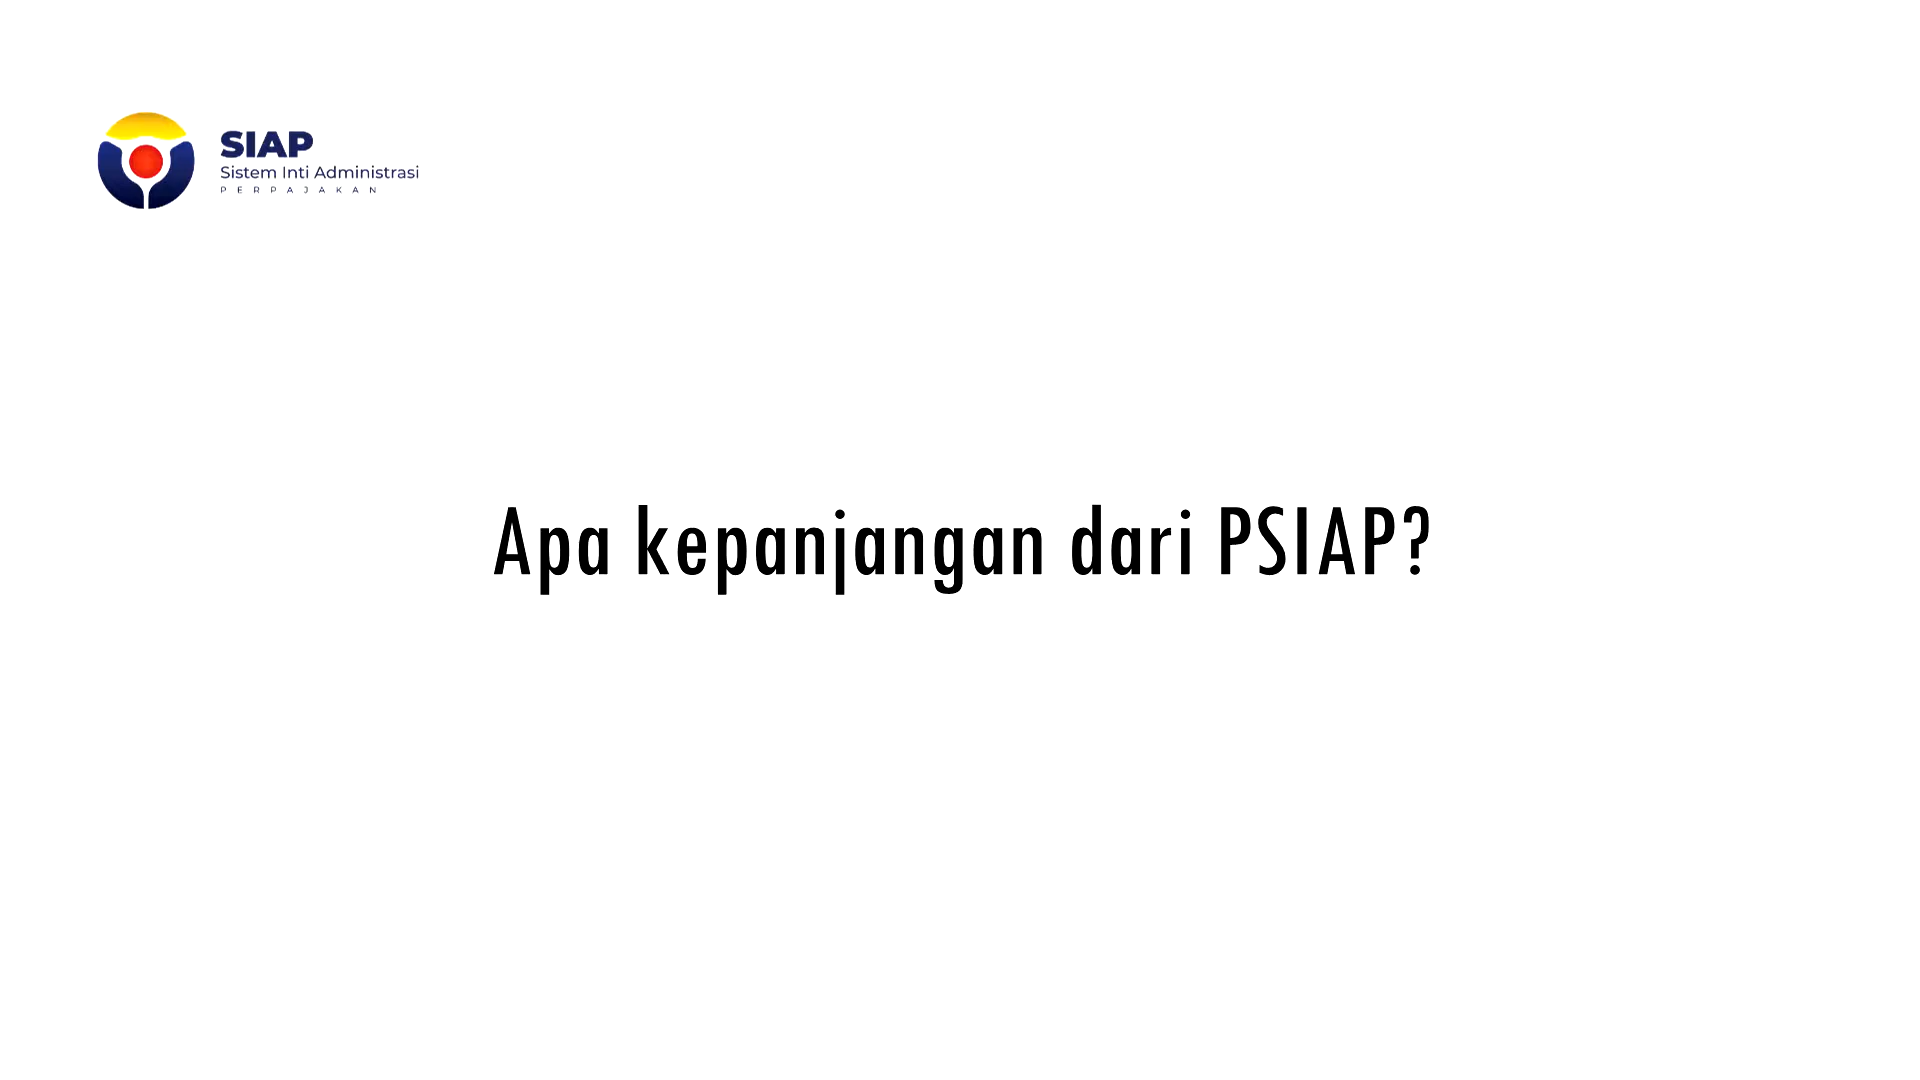 SIAP
Sistem Inti Administrasi
PERPAJAKAN
Apa kepanjangan dari PSIAP?